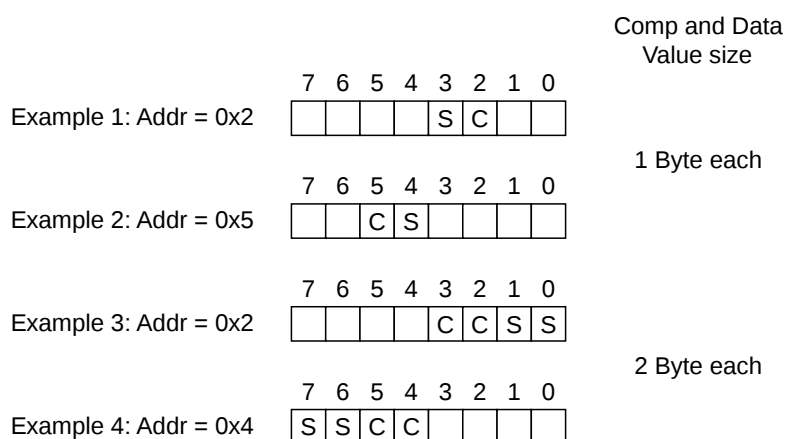 Comp and Data
Value size
7 6 5 4 3 2 1 0
Example 1: Addr = 0x2 S C
1 Byte each
7 6 5 4 3 2 1 0
Example 2: Addr = 0x5 C S
7 6 5 4 3 2 1 0
Example 3: Addr = 0x2 C C S S
2 Byte each
7 6 5 4 3 2 1 0
Example 4: Addr = 0x4 S S C C